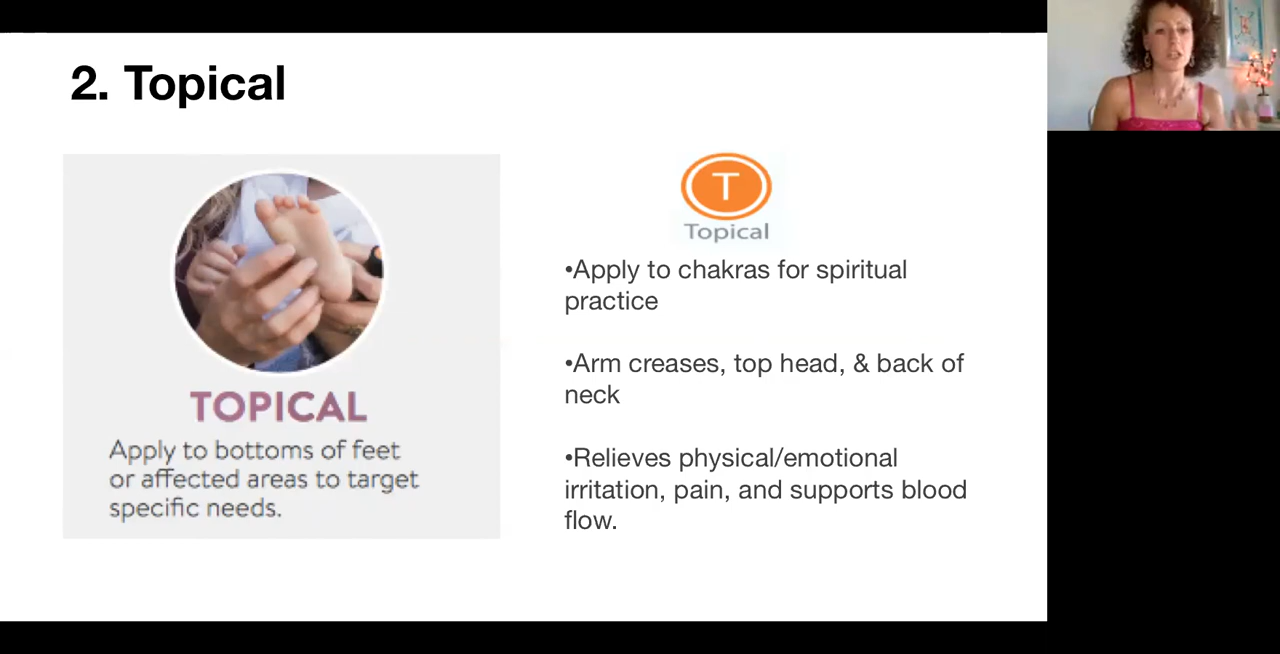 2. Topical
TOPICAL
Apply to bottoms of feet
or affected areas to target
specific needs.
T
Topical
•Apply to chakras for spiritual
practice
•Arm creases, top head, & back of
neck
•Relieves physical/emotional
irritation, pain, and supports blood
flow.